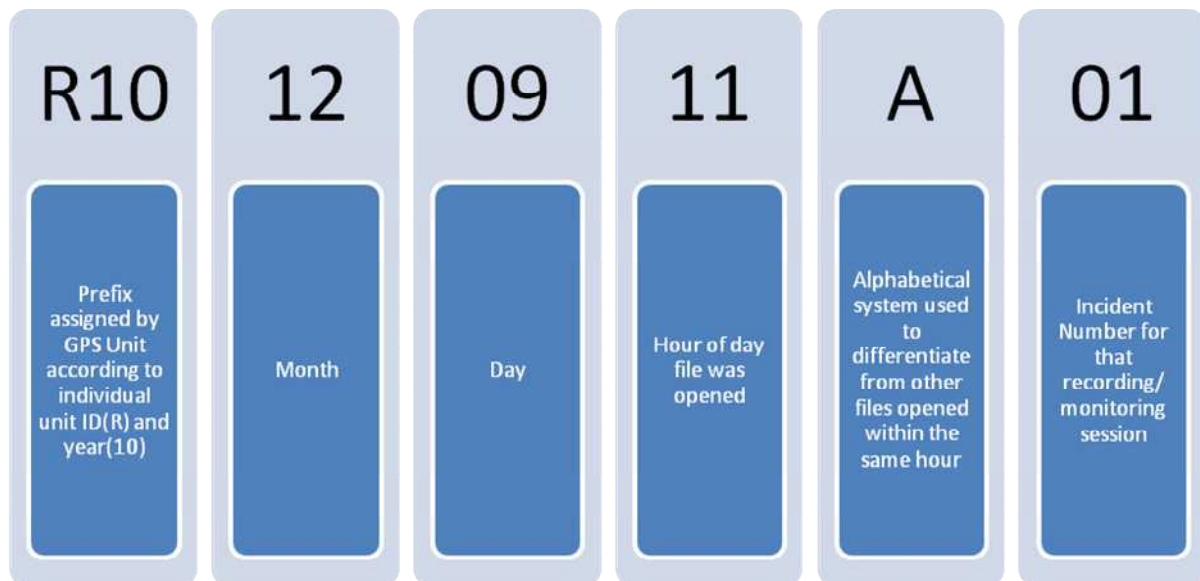 R10
Prefix
assigned by
GPS Unit
according to
individual
unit ID(R) and
year(10)
12
Month
09
Day
11
Hour of day
file was
opened
A
Alphabetical
system used
to
differentiate
from other
files opened
within the
same hour
01
Incident
Number for
that
recording/
monitoring
session